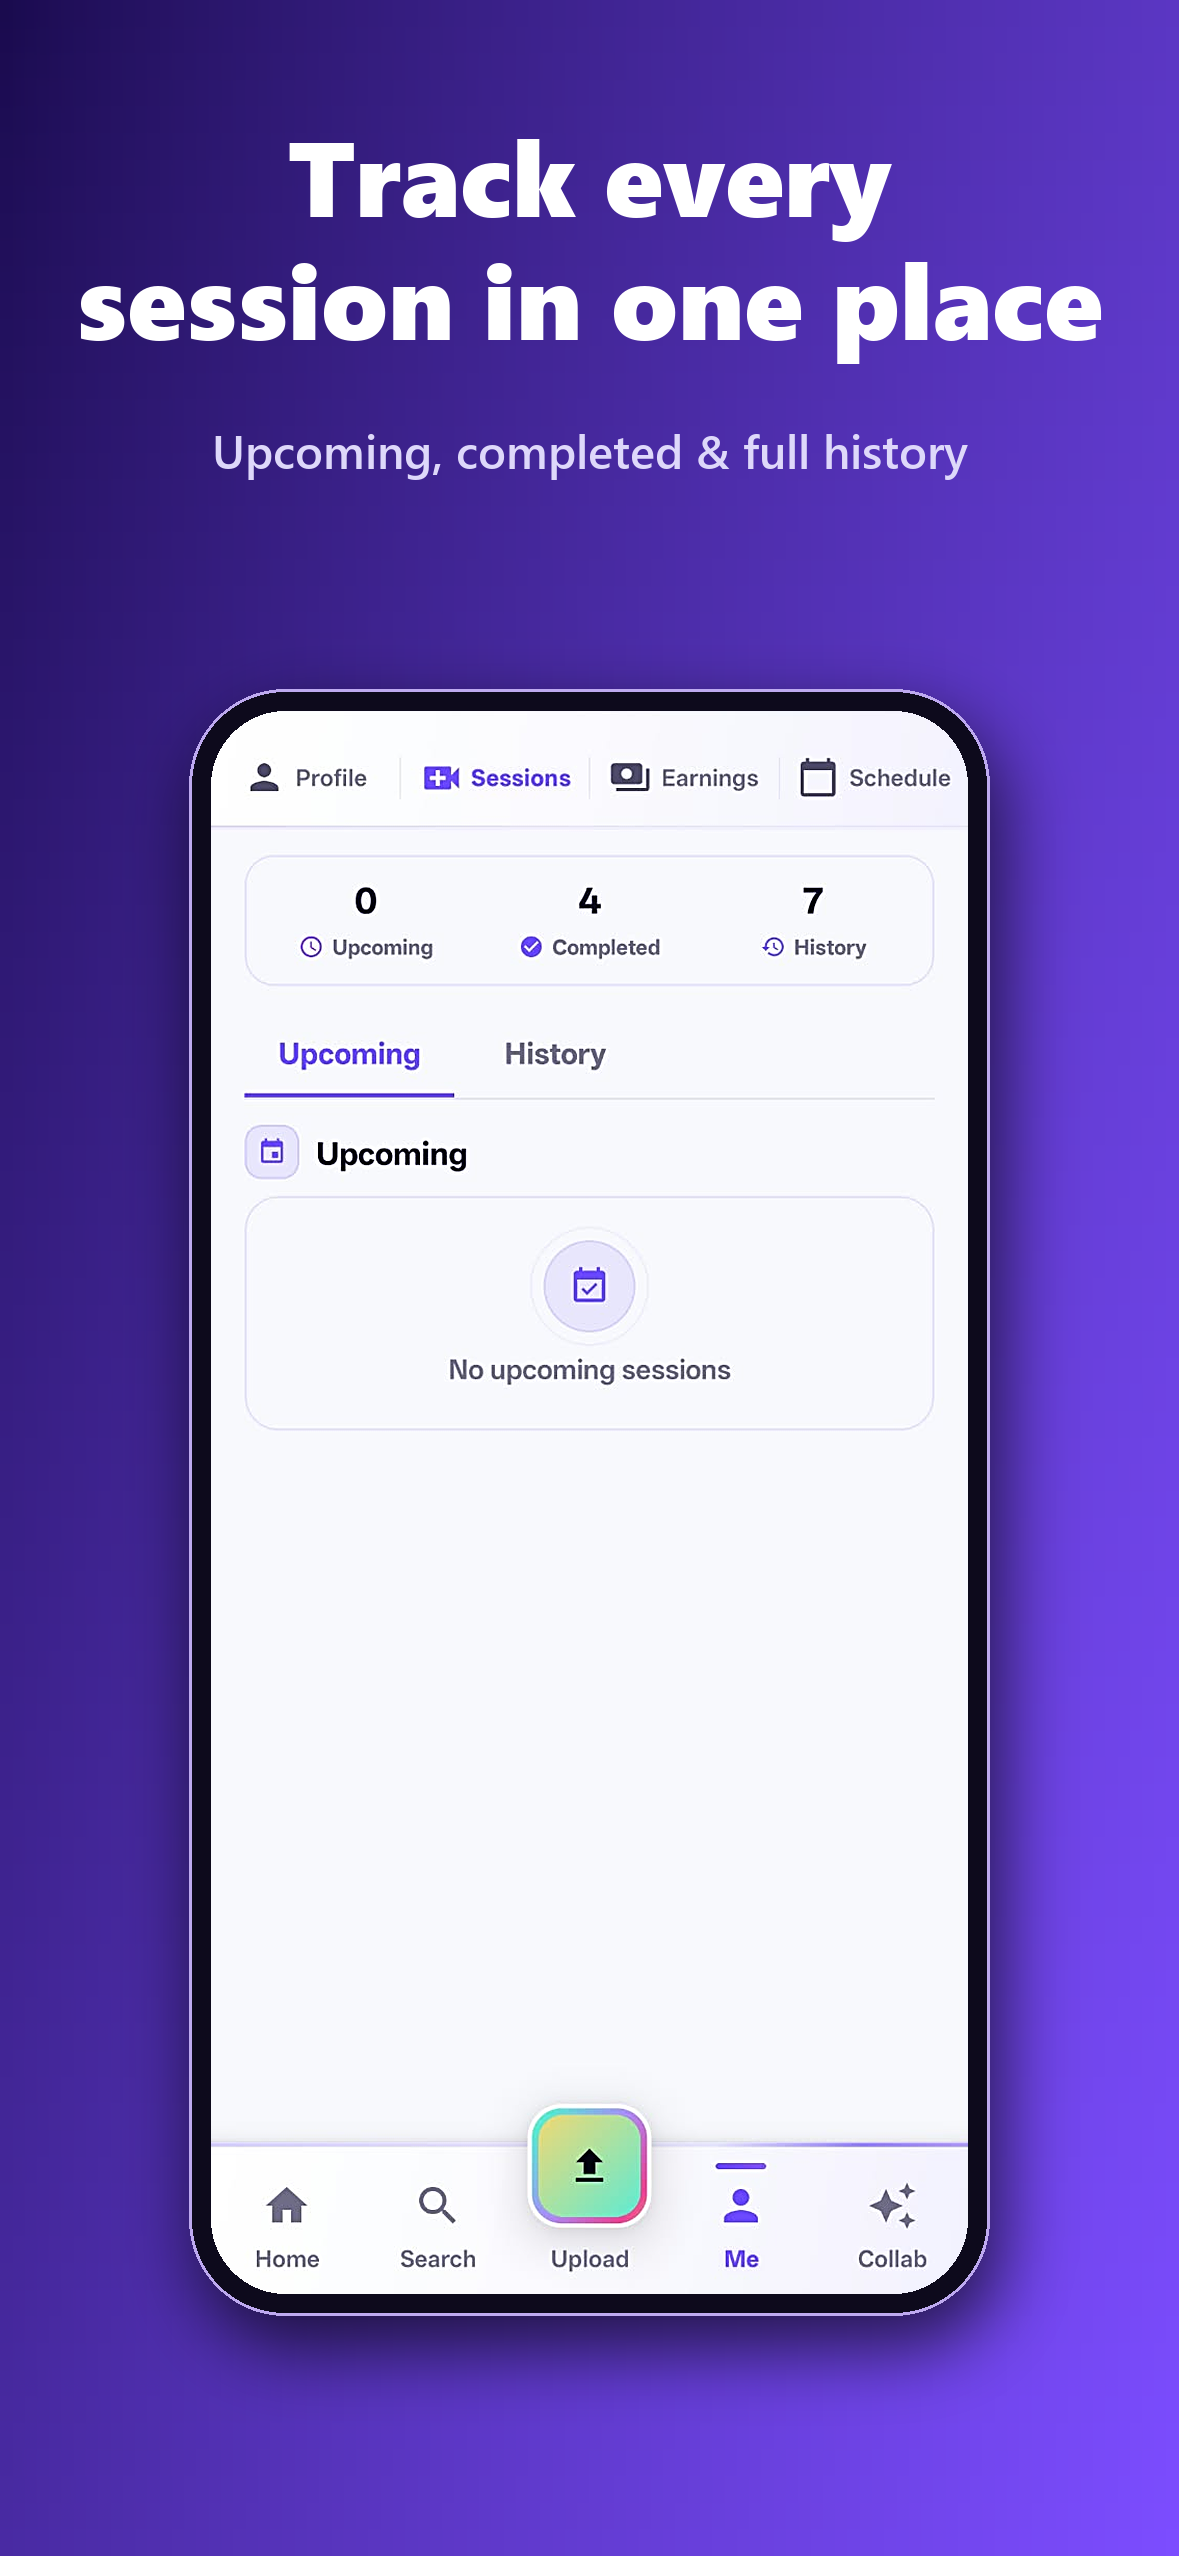 Track every
session in one place
Upcoming, completed & full history
Profile Sessions Earnings Schedule
0 4 7
Upcoming Completed History
Upcoming History
Upcoming
No upcoming sessions
Home Search Upload Me Collab